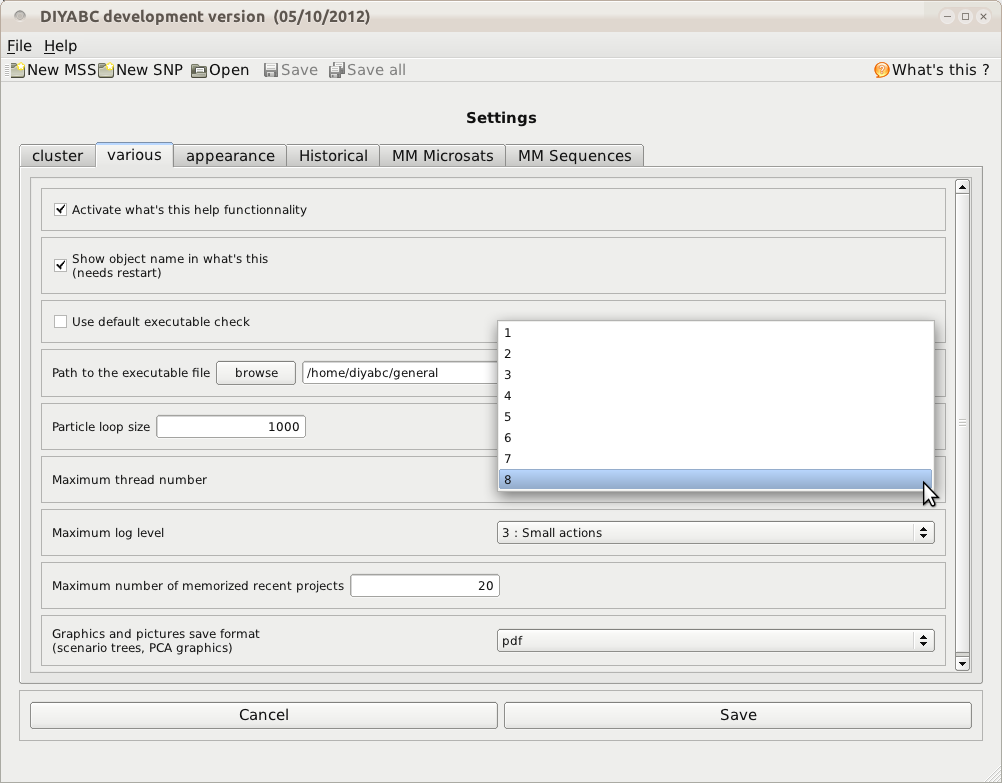 DIYABC development version (05/10/2012)
File Help
New MSS New SNP Open Save Save all What's this ?
Settings
cluster various appearance Historical MM Microsats MM Sequences
Activate what's this help functionnality
Show object name in what's this
(needs restart)
Use default executable check
Path to the executable file browse /home/diyabc/general
Particle loop size 1000
1
2
3
4
5
6
7
8
Maximum thread number
Maximum log level 3 : Small actions
Maximum number of memorized recent projects 20
Graphics and pictures save format
(scenario trees, PCA graphics)
pdf
Cancel Save